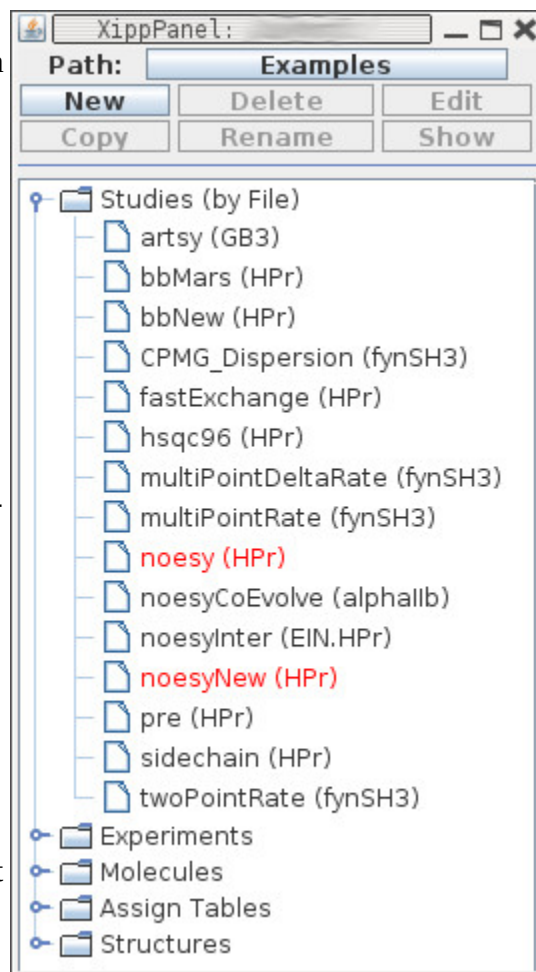 XippPanel:
Path: Examples
New Delete Edit
Copy Rename Show
Studies (by File)
artsy (GB3)
bbMars (HPr)
bbNew (HPr)
CPMG_Dispersion (fynSH3)
fastExchange (HPr)
hsqc96 (HPr)
multiPointDeltaRate (fynSH3)
multiPointRate (fynSH3)
noesy (HPr)
noesyCoEvolve (alphaIIb)
noesyInter (EIN.HPr)
noesyNew (HPr)
pre (HPr)
sidechain (HPr)
twoPointRate (fynSH3)
Experiments
Molecules
Assign Tables
Structures